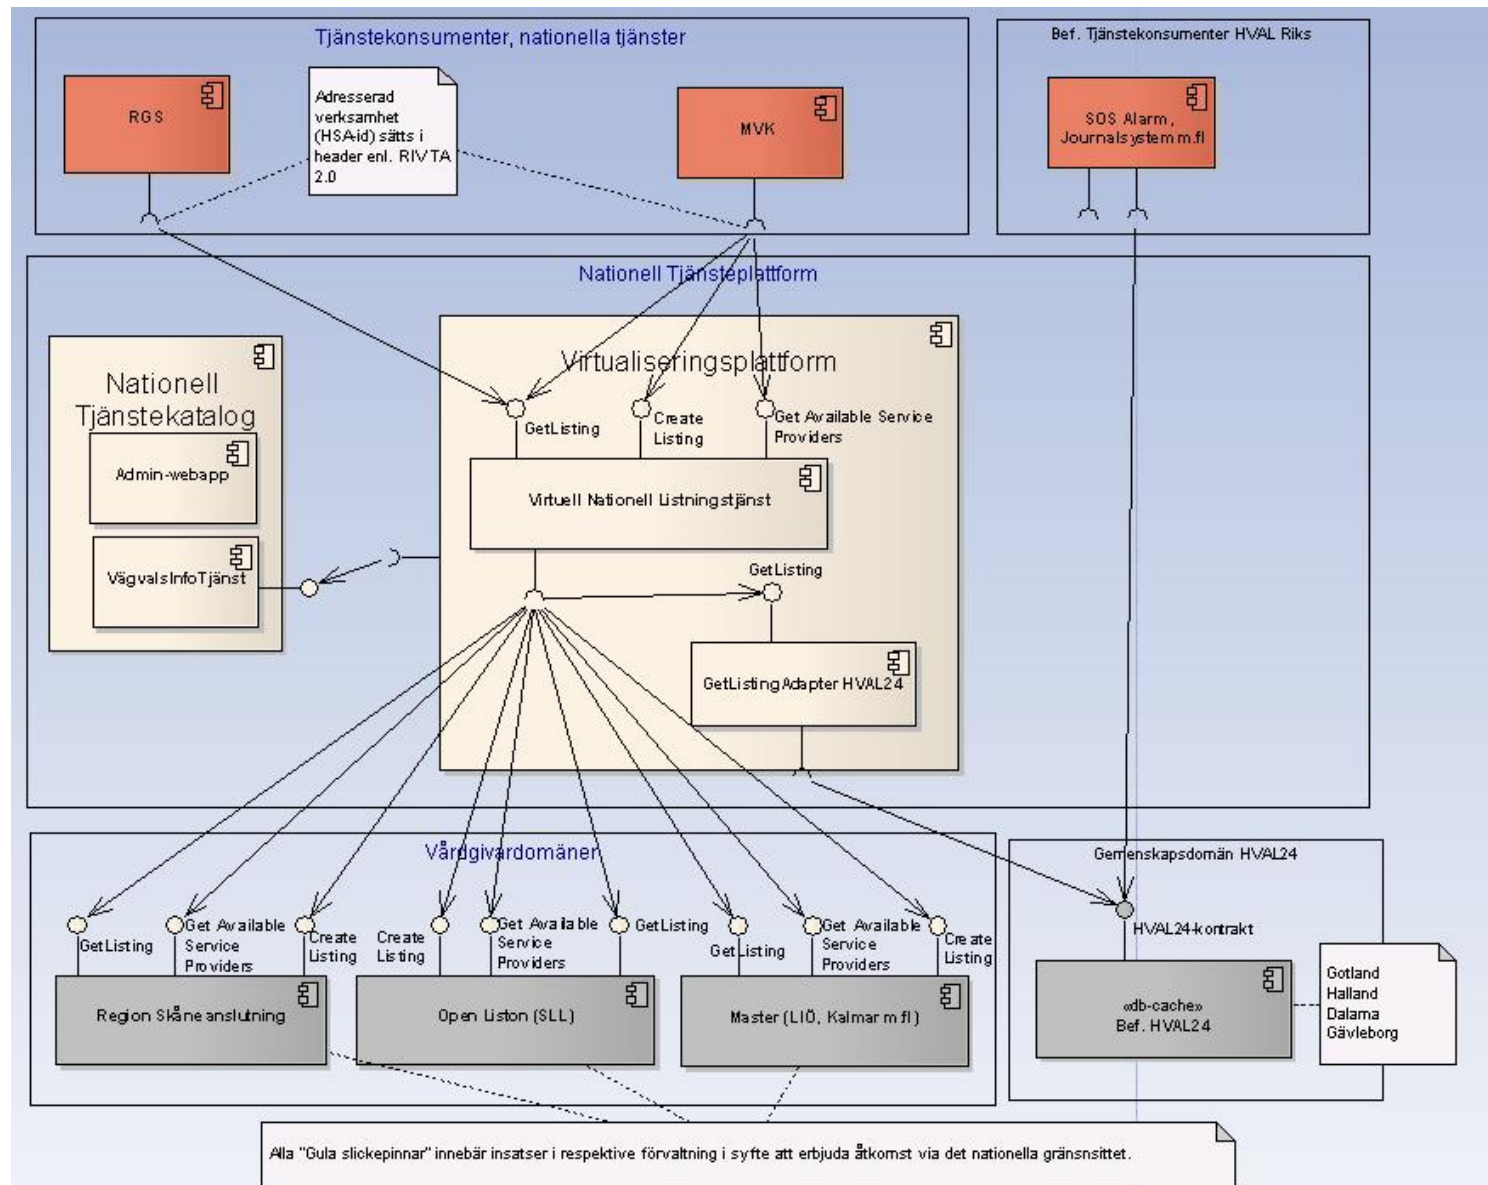 Tjänstekonsumenter, nationella tjänster
Bef. Tjänstekonsumenter HVAL Riks
RGS
Adresserad
verksamhet
(HSA-id) sätts i
header enl. RIVTA
2.0
MVK
SOS Alarm,
Journalsystem m.fl
Nationell Tjänsteplattform
Nationell
Tjänstekatalog
Admin-webapp
VägvalsInfoTjänst
Virtualiseringsplattform
GetListing
Create
Listing
Get Available Service
Providers
Virtuell Nationell Listningstjänst
GetListing
GetListingAdapter HVAL24
Vårdgivardomäner
GetListing
Get Available
Service
Providers
Create
Listing
Create
Listing
Get Available
Service
Providers
GetListing
GetListing
Get Available
Service
Providers
Create
Listing
Region Skåne anslutning
Open Liston (SLL)
Master (LIÖ, Kalmar m fl)
Gemenskapsdomän HVAL24
HVAL24-kontrakt
«db-cache»
Bef. HVAL24
Gotland
Halland
Dalarna
Gävleborg
Alla "Gula slickepinnar" innebär insatser i respektive förvaltning i syfte att erbjuda åtkomst via det nationella gränsnsittet.